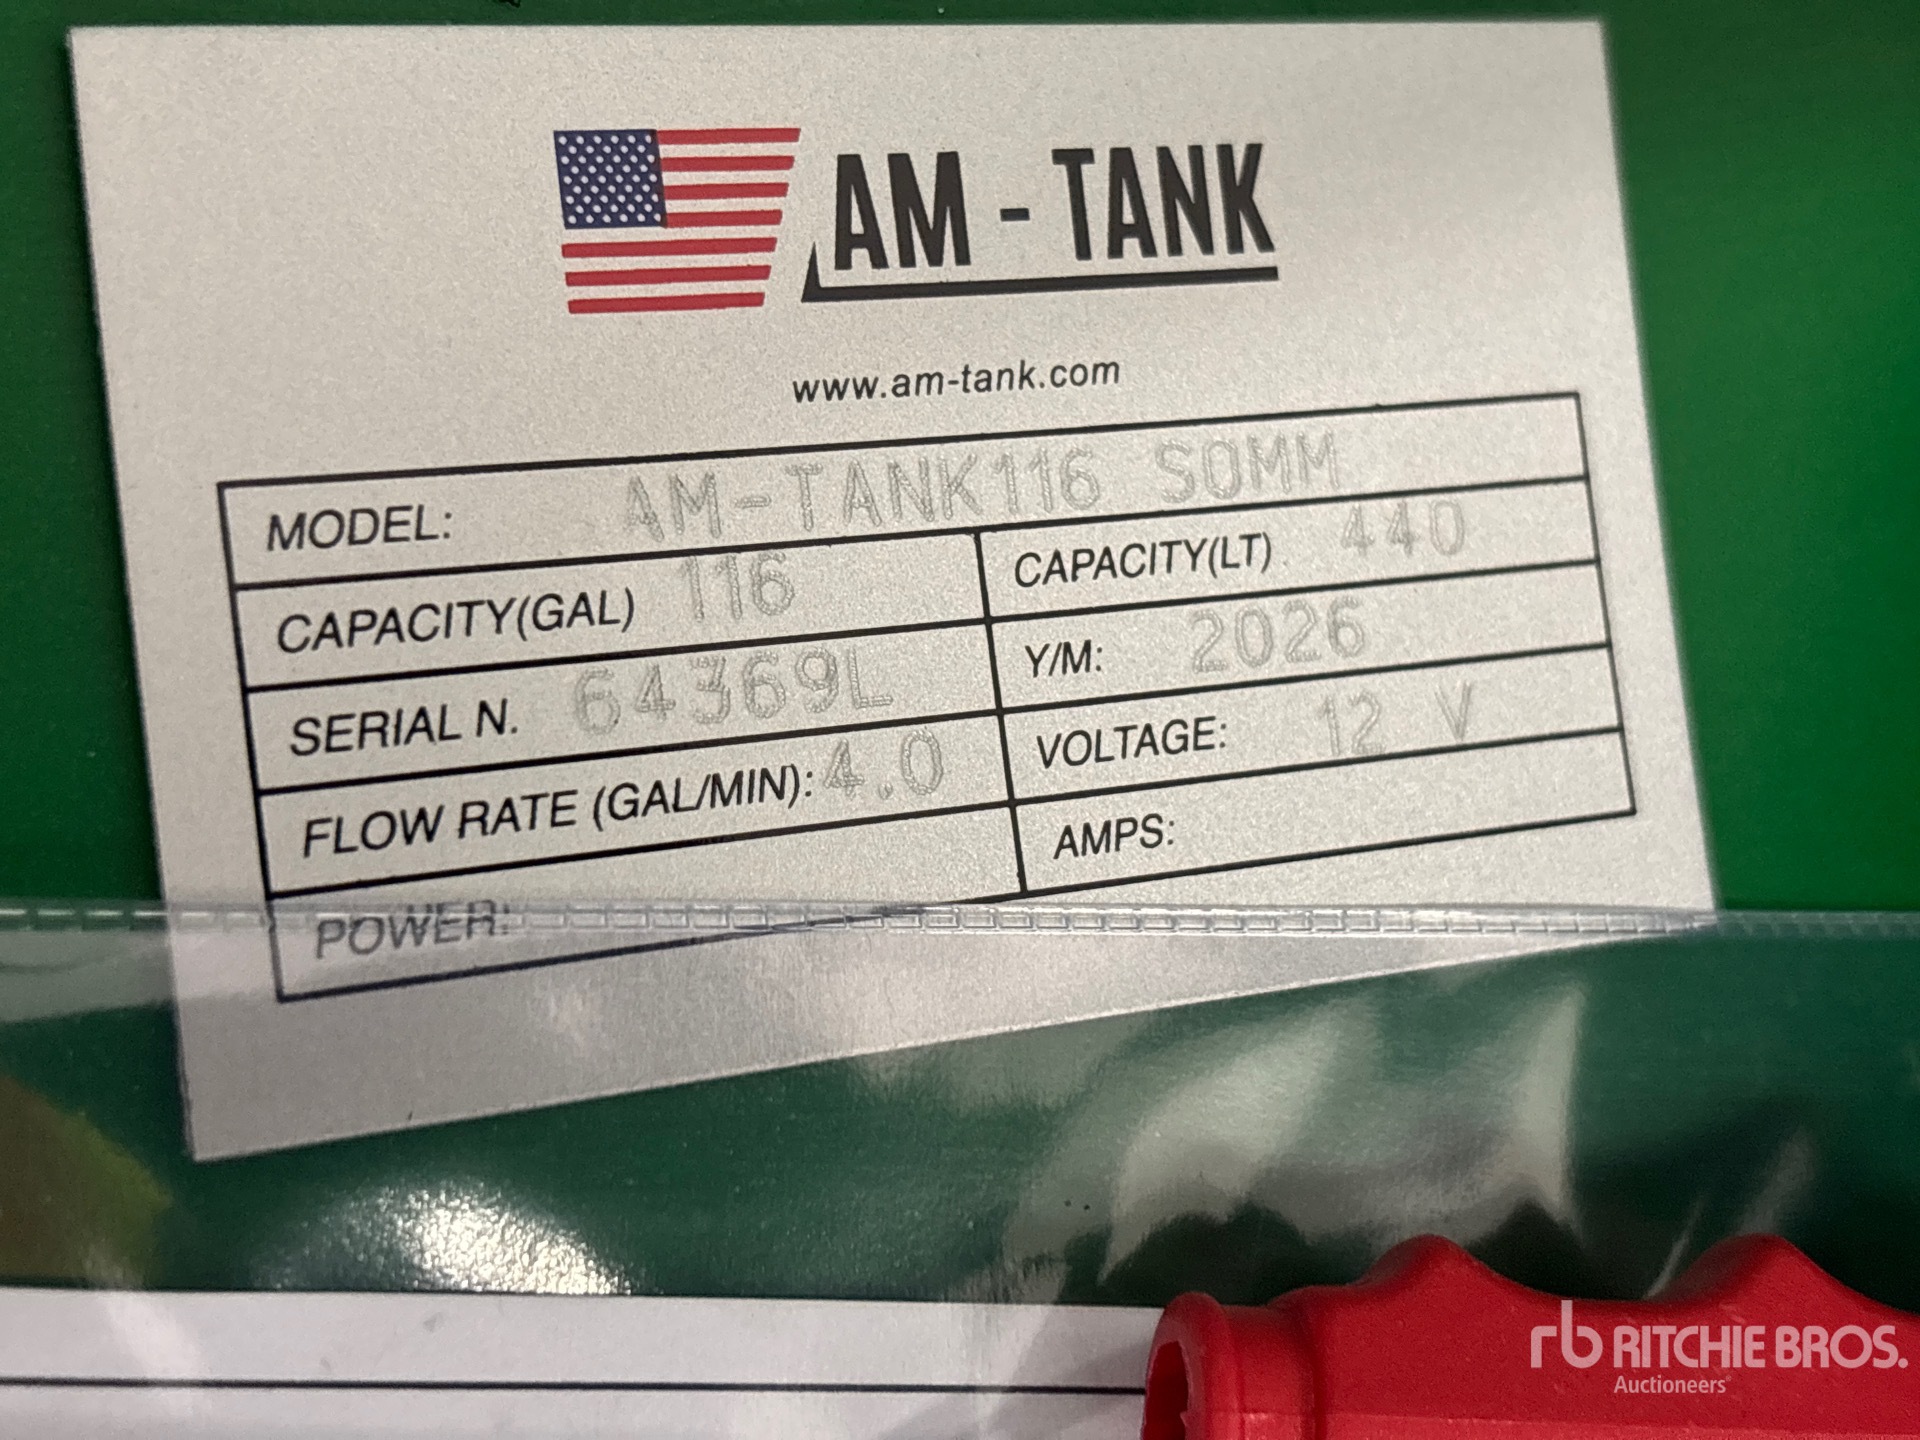 AM - TANK
www.am-tank.com
MODEL: AM-TANK116 SOMM
CAPACITY(GAL) 116 CAPACITY(LT) 440
SERIAL N. 64369L Y/M: 2026
FLOW RATE (GAL/MIN): 4.0 VOLTAGE: 12 V
POWER: AMPS:
rb RITCHIE BROS.
Auctioneers